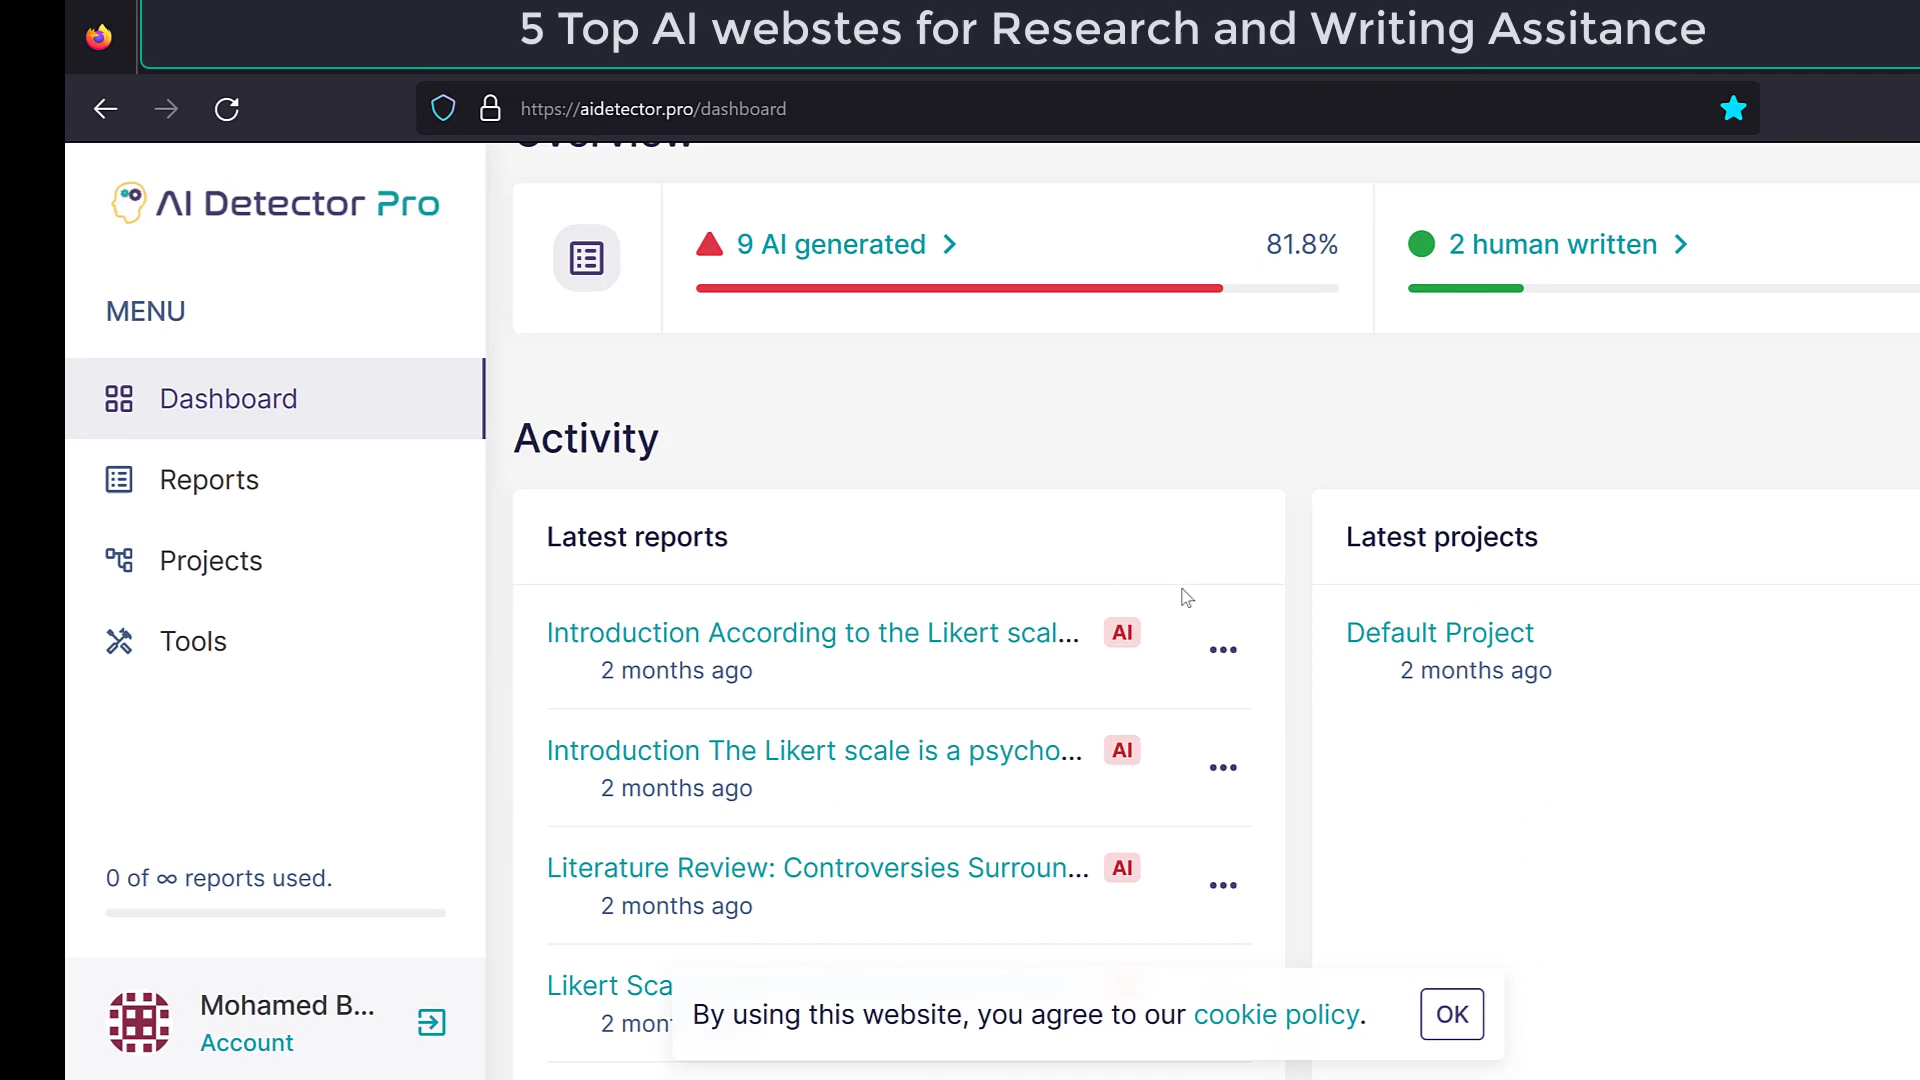 5 Top AI webstes for Research and Writing Assitance
https://aidetector.pro/dashboard
AI Detector Pro
MENU
Dashboard
Reports
Projects
Tools
0 of ∞ reports used.
Mohamed B...
Account
Overview
9 AI generated
81.8%
2 human written
Activity
Latest reports
Introduction According to the Likert scal...
AI
2 months ago
Introduction The Likert scale is a psycho...
AI
2 months ago
Literature Review: Controversies Surroun...
AI
2 months ago
Likert Sca
2 mon
Latest projects
Default Project
2 months ago
By using this website, you agree to our cookie policy.
OK